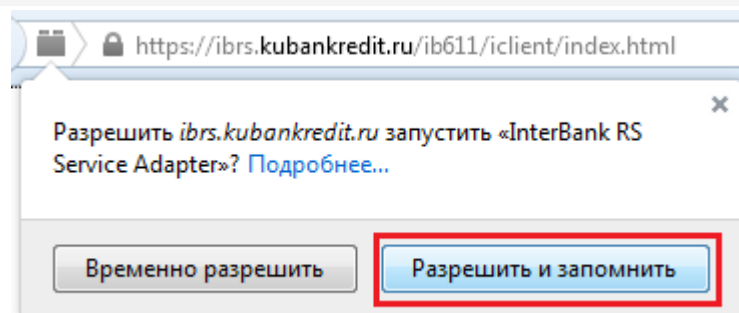 https://ibrs.kubankredit.ru/ib611/iclient/index.html
Разрешить ibrs.kubankredit.ru запустить «InterBank RS
Service Adapter»? Подробнее...
Временно разрешить
Разрешить и запомнить